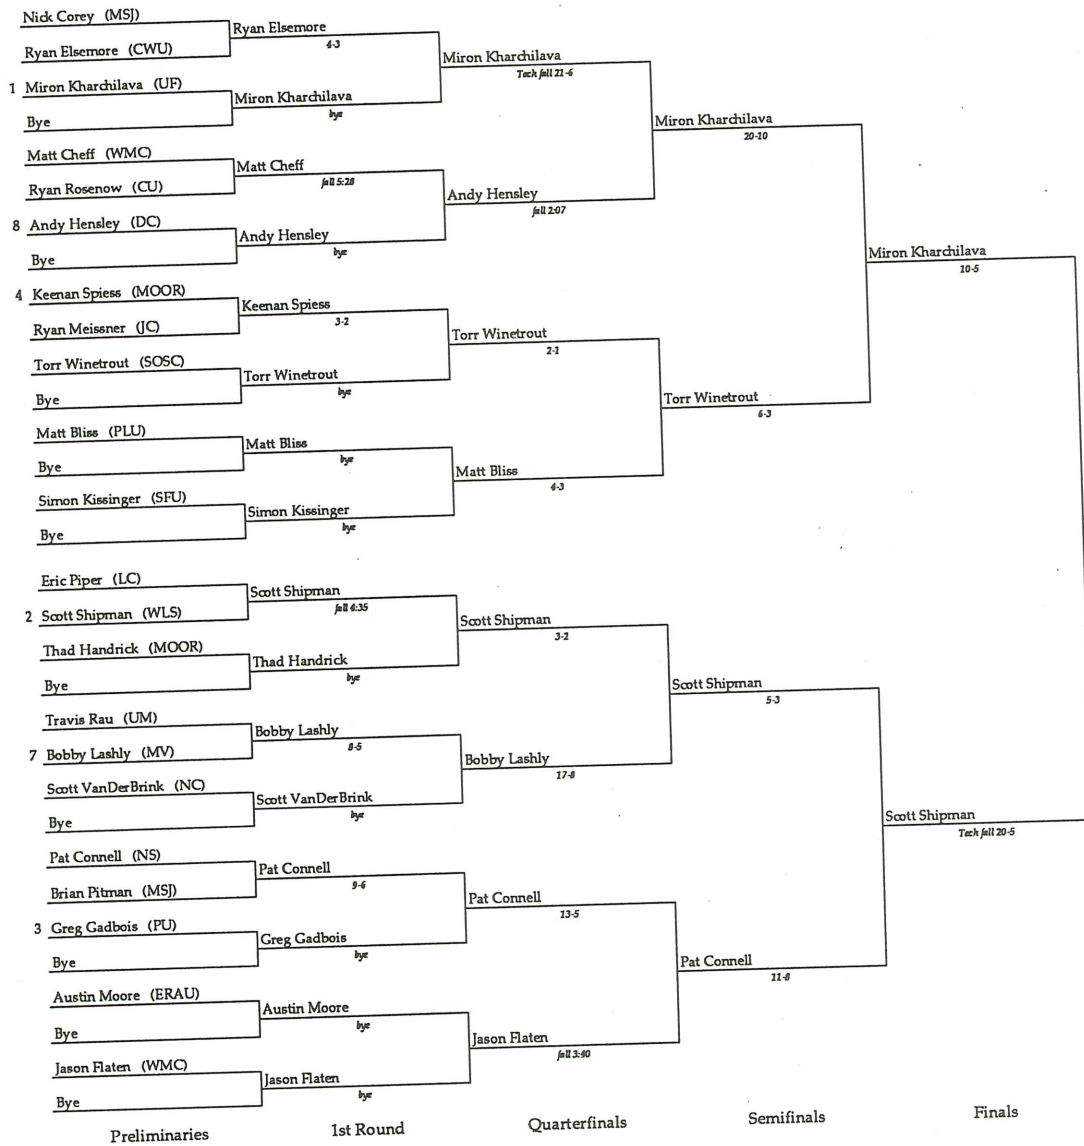 Nick Corey (MSJ)
Ryan Elsemore
4-3
Ryan Elsemore (CWU)
Miron Kharchilava
Tech fall 21-6
1 Miron Kharchilava (UF)
Miron Kharchilava
bye
Bye
Miron Kharchilava
20-10
Matt Cheff (WMC)
Matt Cheff
fall 5:28
Ryan Rosenow (CU)
Andy Hensley
fall 2:07
8 Andy Hensley (DC)
Andy Hensley
bye
Bye
Miron Kharchilava
10-5
4 Keenan Spiess (MOOR)
Keenan Spiess
3-2
Ryan Meissner (JC)
Torr Winetrout
2-1
Torr Winetrout (SOSC)
Torr Winetrout
bye
Bye
Torr Winetrout
6-3
Matt Bliss (PLU)
Matt Bliss
bye
Bye
Matt Bliss
4-3
Simon Kissinger (SFU)
Simon Kissinger
bye
Bye
Eric Piper (LC)
Scott Shipman
fall 4:35
2 Scott Shipman (WLS)
Scott Shipman
3-2
Thad Handrick (MOOR)
Thad Handrick
bye
Bye
Scott Shipman
5-3
Travis Rau (UM)
Bobby Lashly
8-5
7 Bobby Lashly (MV)
Bobby Lashly
17-8
Scott VanDerBrink (NC)
Scott VanDerBrink
bye
Bye
Scott Shipman
Tech fall 20-5
Pat Connell (NS)
Pat Connell
9-6
Brian Pitman (MSJ)
Pat Connell
13-5
3 Greg Gadbois (PU)
Greg Gadbois
bye
Bye
Pat Connell
11-8
Austin Moore (ERAU)
Austin Moore
bye
Bye
Jason Flaten
fall 3:40
Jason Flaten (WMC)
Jason Flaten
bye
Bye
Preliminaries 1st Round Quarterfinals Semifinals Finals